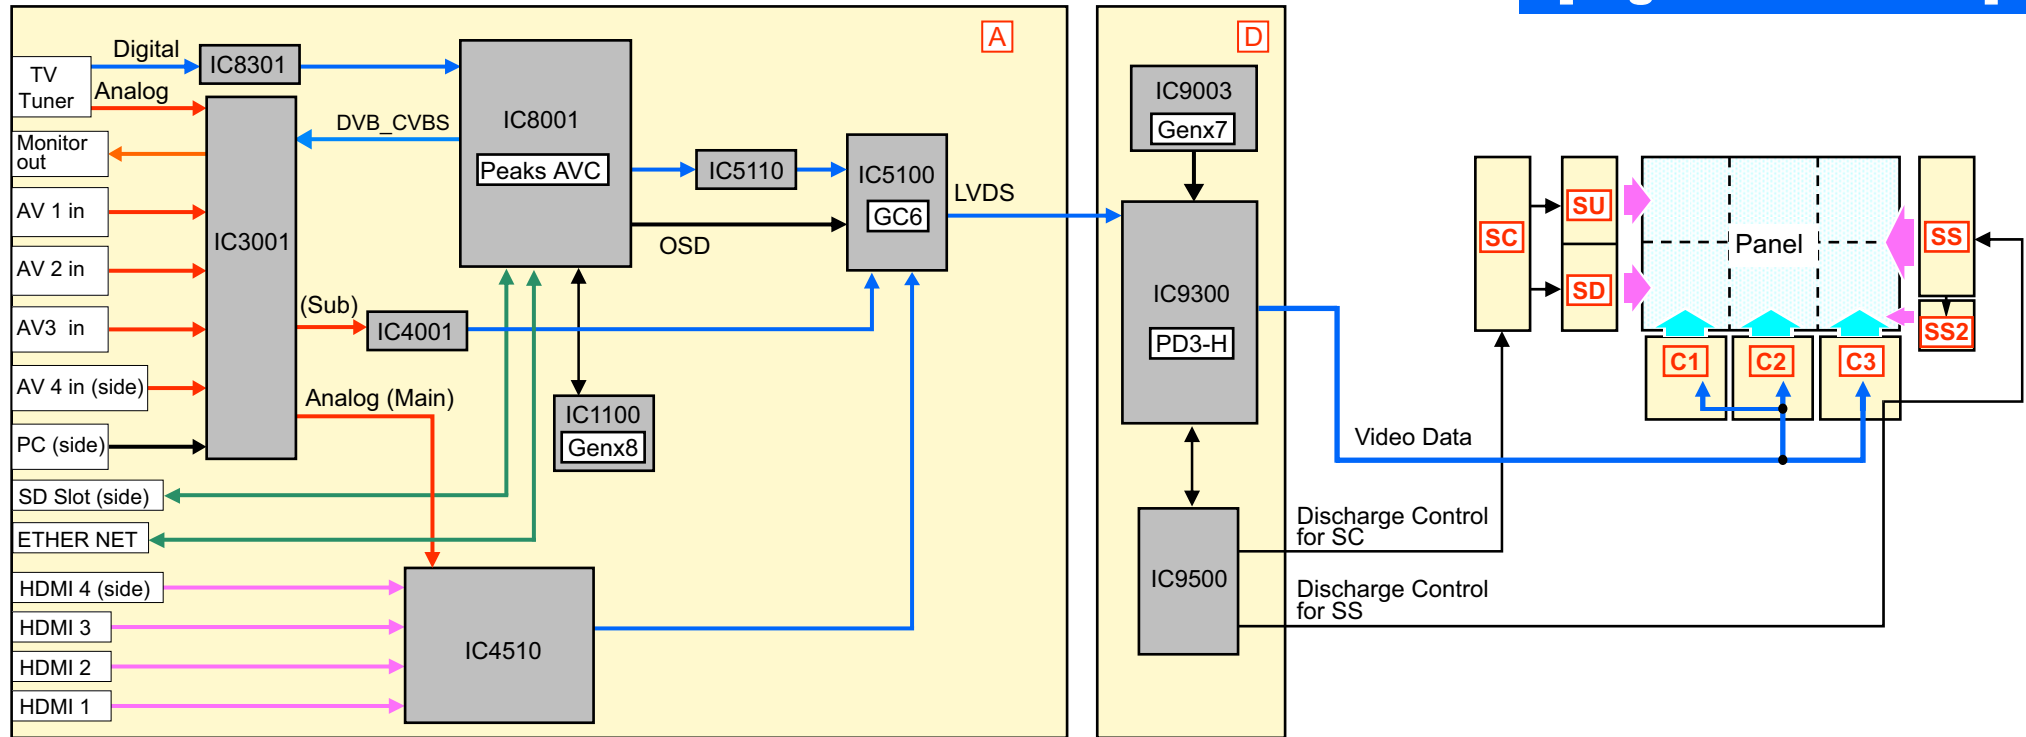 A
D
Digital
IC8301
TV
Tuner
Analog
Monitor
out
DVB_CVBS
IC8001
Peaks AVC
IC5110
IC5100
GC6
LVDS
OSD
AV 1 in
AV 2 in
AV3  in
AV 4 in (side)
PC (side)
IC3001
(Sub)
IC4001
Analog (Main)
IC1100
Genx8
SD Slot (side)
ETHER NET
HDMI 4 (side)
HDMI 3
HDMI 2
HDMI 1
IC4510
IC9003
Genx7
IC9300
PD3-H
IC9500
Video Data
Discharge Control
for SC
Discharge Control
for SS
SC
SU
SD
Panel
SS
SS2
C1
C2
C3